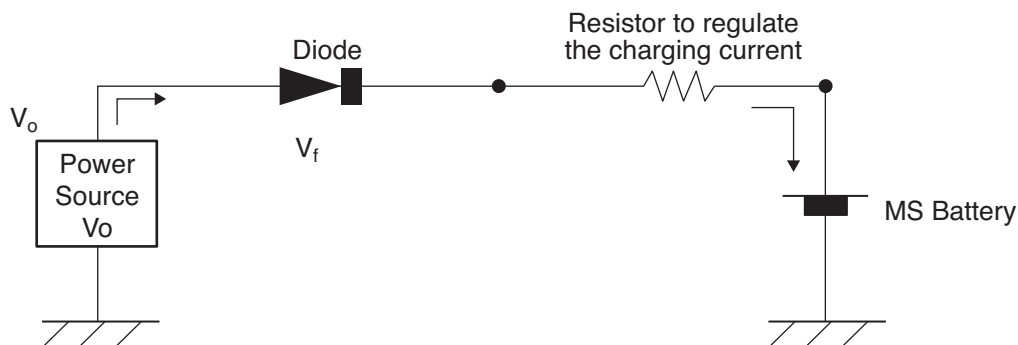 Resistor to regulate
the charging current
Diode
Vo
Vf
Power
Source
Vo
MS Battery